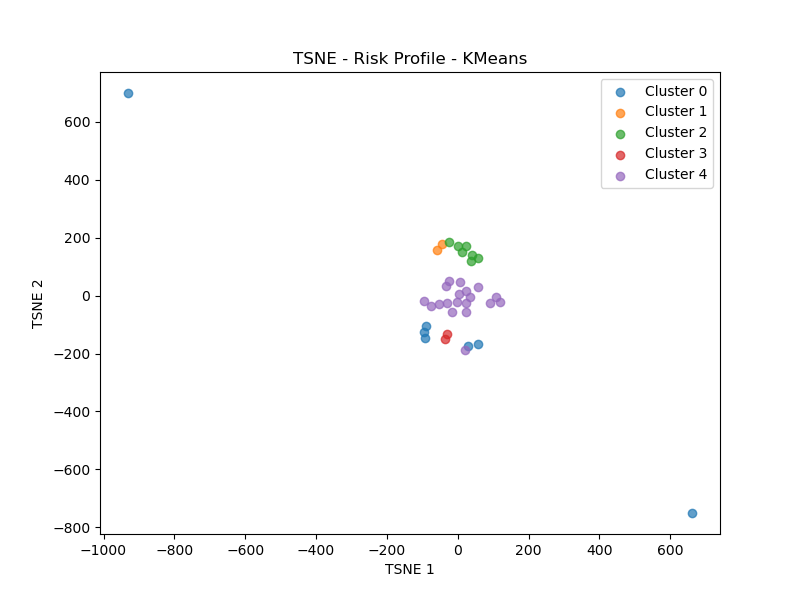 TSNE - Risk Profile - KMeans
Cluster 0
Cluster 1
Cluster 2
Cluster 3
Cluster 4
600
400
200
0
−200
−400
−600
−800
TSNE 2
−1000 −800 −600 −400 −200 0 200 400 600
TSNE 1